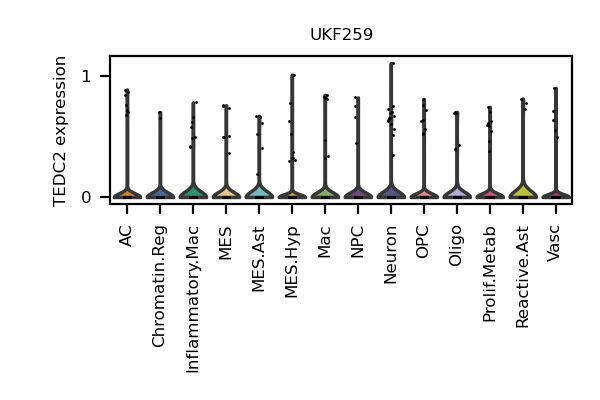 UKF259
TEDC2 expression
1
0
AC
Chromatin.Reg
Inflammatory.Mac
MES
MES.Ast
MES.Hyp
Mac
NPC
Neuron
OPC
Oligo
Prolif.Metab
Reactive.Ast
Vasc